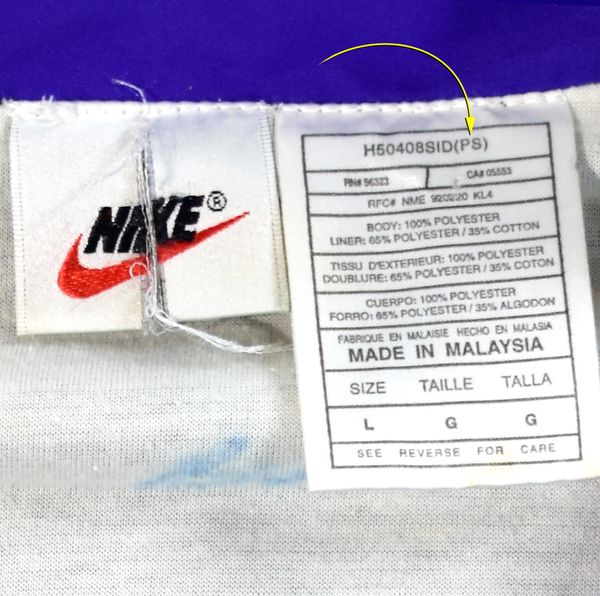 NIKE®
H50408SID(PS)
RN# 56323 CA# 05553
RFC# NME 920220 KL4
BODY: 100% POLYESTER
LINER: 65% POLYESTER / 35% COTTON
TISSU D'EXTERIEUR: 100% POLYESTER
DOUBLURE: 65% POLYESTER / 35% COTON
CUERPO: 100% POLYESTER
FORRO: 65% POLYESTER / 35% ALGODON
FABRIQUE EN MALAISIE HECHO EN MALASIA
MADE IN MALAYSIA
SIZE TAILLE TALLA
L G G
SEE REVERSE FOR CARE